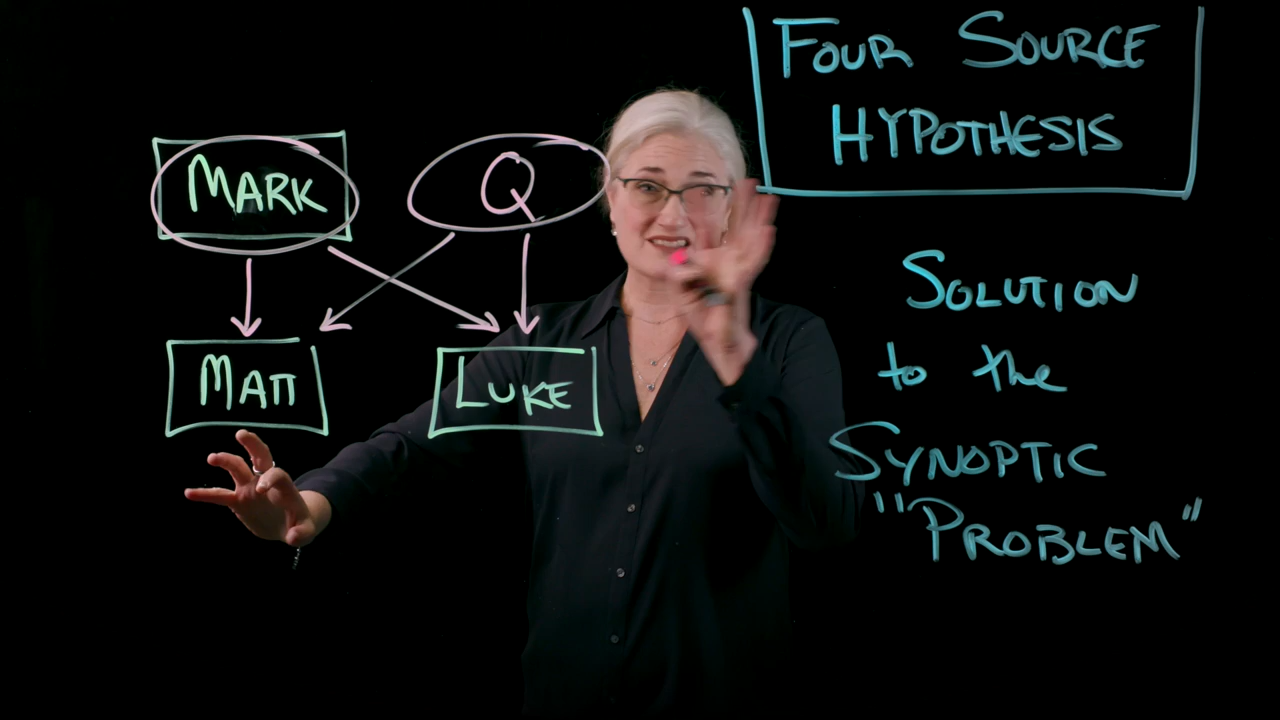 FOUR SOURCE
HYPOTHESIS
MARK
Q
MATT
LUKE
SOLUTION
to the
SYNOPTIC
"PROBLEM"